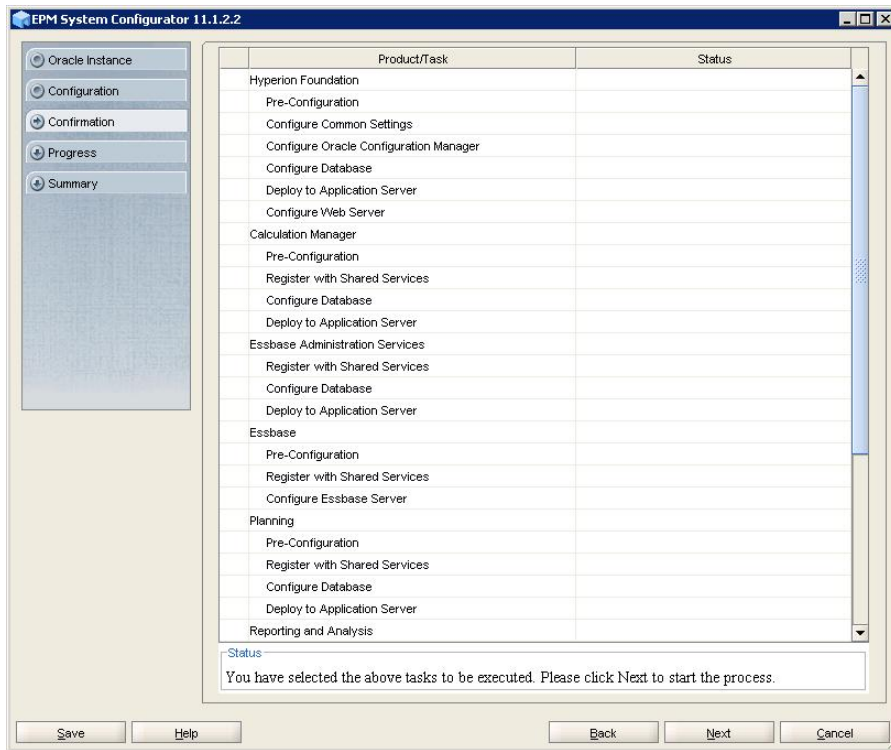 EPM System Configurator 11.1.2.2
Oracle Instance
Configuration
Confirmation
Progress
Summary
Product/Task Status
Hyperion Foundation
Pre-Configuration
Configure Common Settings
Configure Oracle Configuration Manager
Configure Database
Deploy to Application Server
Configure Web Server
Calculation Manager
Pre-Configuration
Register with Shared Services
Configure Database
Deploy to Application Server
Essbase Administration Services
Register with Shared Services
Configure Database
Deploy to Application Server
Essbase
Pre-Configuration
Register with Shared Services
Configure Essbase Server
Planning
Pre-Configuration
Register with Shared Services
Configure Database
Deploy to Application Server
Reporting and Analysis
Status
You have selected the above tasks to be executed. Please click Next to start the process.
Save Help Back Next Cancel